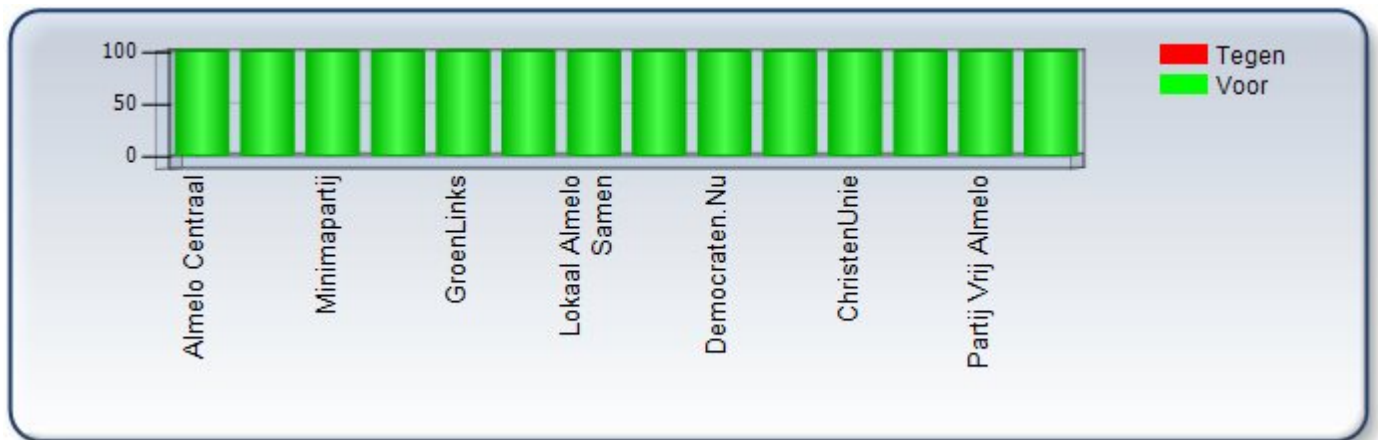 100
50
0
Tegen
Voor
Almelo Centraal
Minimapartij
GroenLinks
Lokaal Almelo
Samen
Democraten.Nu
ChristenUnie
Partij Vrij Almelo